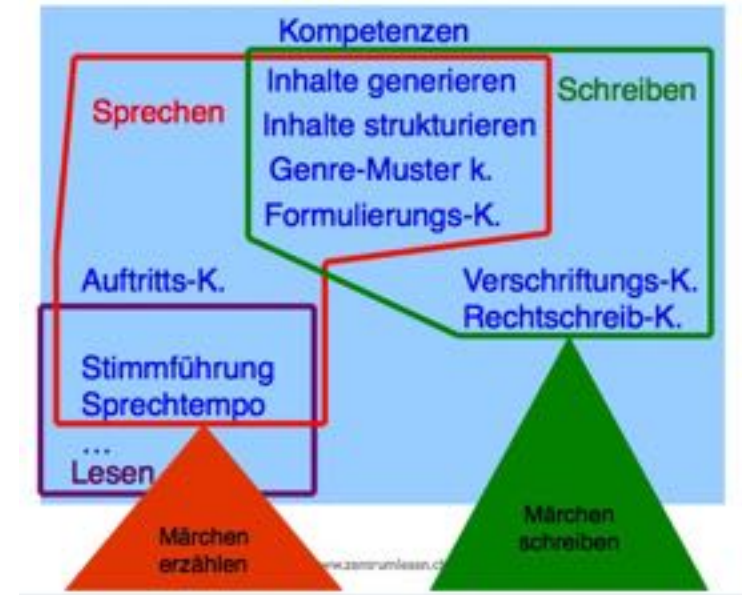 Kompetenzen
Inhalte generieren
Sprechen
Schreiben
Inhalte strukturieren
Genre-Muster k.
Formulierungs-K.
Auftritts-K.
Verschriftungs-K.
Rechtschreib-K.
Stimmführung
Sprechtempo
...
Lesen
Märchen
erzählen
Märchen
schreiben